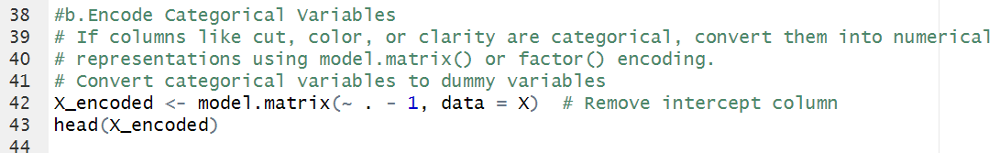 38 #b.Encode Categorical Variables
39 # If columns like cut, color, or clarity are categorical, convert them into numerical
40 # representations using model.matrix() or factor() encoding.
41 # Convert categorical variables to dummy variables
42 X_encoded <- model.matrix(~ . - 1, data = X)  # Remove intercept column
43 head(X_encoded)
44